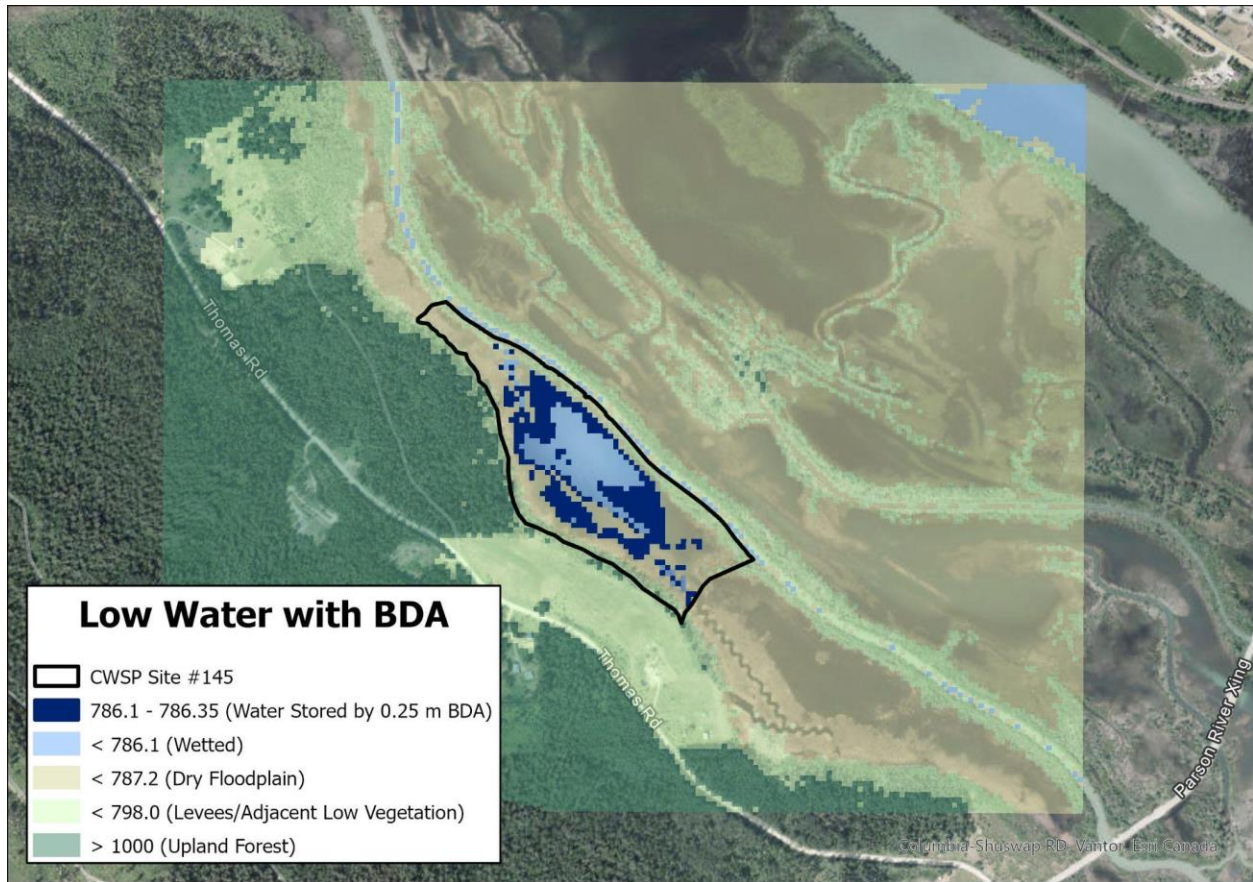 Thomas Rd
Thomas Rd
Parson River Xing
Low Water with BDA
CWSP Site #145
786.1 - 786.35 (Water Stored by 0.25 m BDA)
< 786.1 (Wetted)
< 787.2 (Dry Floodplain)
< 798.0 (Levees/Adjacent Low Vegetation)
> 1000 (Upland Forest)
Columbia-Shuswap RD, Vantor, Esri Canada